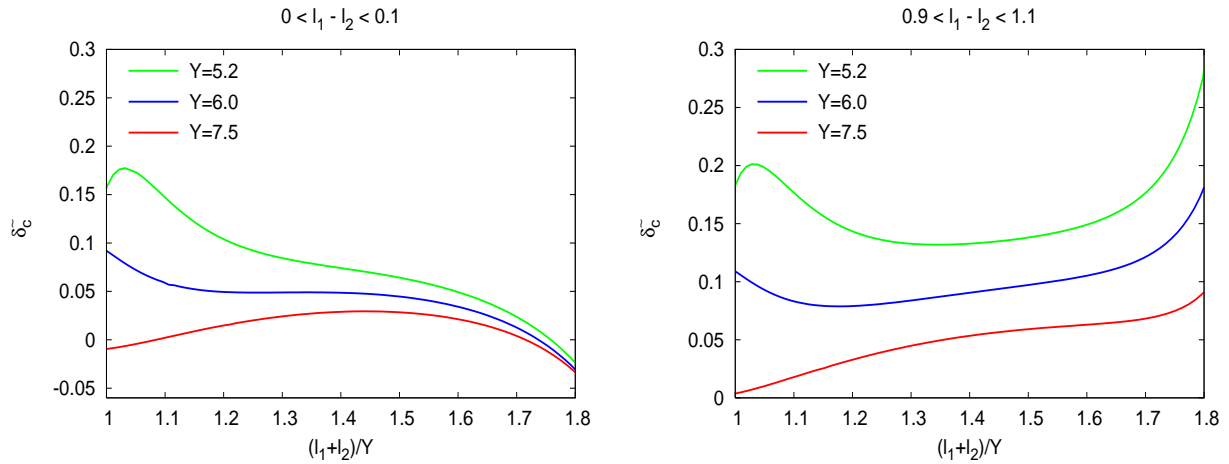 0 < l₁ - l₂ < 0.1
0.3
0.25
0.2
0.15
0.1
0.05
0
-0.05
δ̃_c
Y=5.2
Y=6.0
Y=7.5
1 1.1 1.2 1.3 1.4 1.5 1.6 1.7 1.8
(l₁+l₂)/Y
0.9 < l₁ - l₂ < 1.1
0.3
0.25
0.2
0.15
0.1
0.05
0
δ̃_c
Y=5.2
Y=6.0
Y=7.5
1 1.1 1.2 1.3 1.4 1.5 1.6 1.7 1.8
(l₁+l₂)/Y